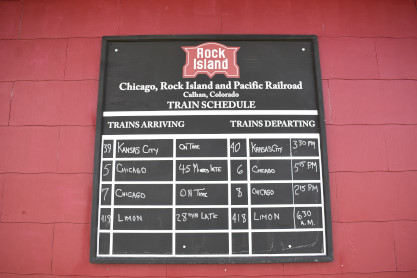 Rock
Island
Chicago, Rock Island and Pacific Railroad
Calhan, Colorado
TRAIN SCHEDULE
TRAINS ARRIVING TRAINS DEPARTING
39 KANSAS CITY ON TIME 40 KANSAS CITY 3:30 PM
5 CHICAGO 45 MINUTES LATE 6 CHICAGO 5:15 PM
7 CHICAGO ON TIME 8 CHICAGO 2:15 PM
418 LIMON 28 MIN LATE 418 LIMON 6:30 A.M.